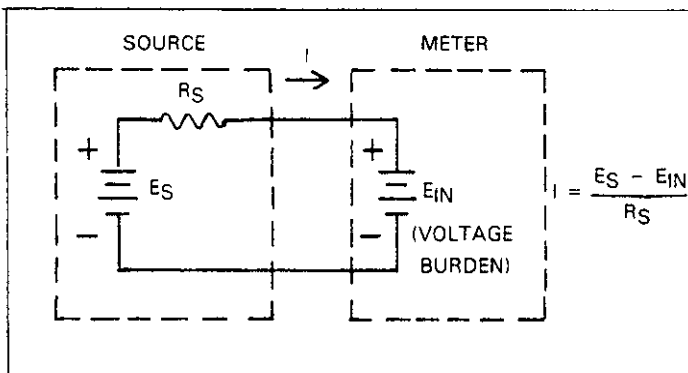 SOURCE
I
METER
RS
+
ES
−
+
EIN
−
(VOLTAGE
BURDEN)
I = ES − EIN
RS